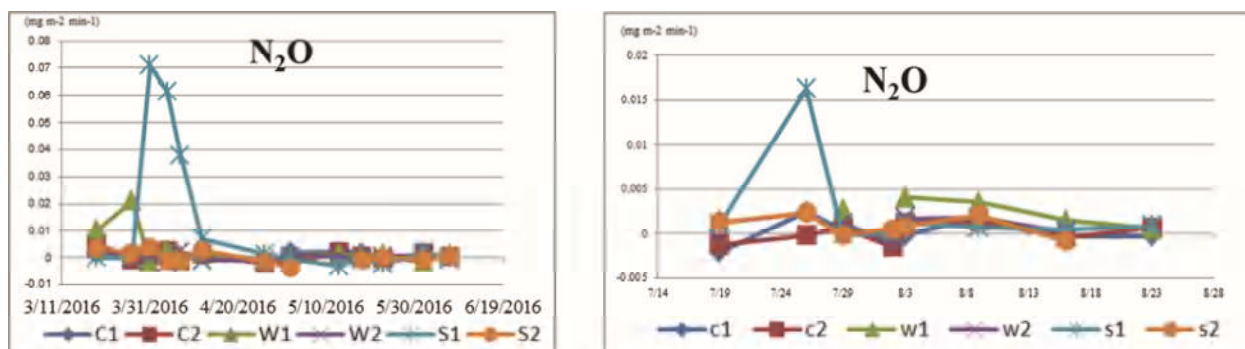 (mg m-2 min-1)
N₂O
0.08
0.07
0.06
0.05
0.04
0.03
0.02
0.01
0
-0.01
3/11/2016 3/31/2016 4/20/2016 5/10/2016 5/30/2016 6/19/2016
C1 C2 W1 W2 S1 S2
(mg m-2 min-1)
N₂O
0.02
0.015
0.01
0.005
0
-0.005
7/14 7/19 7/24 7/29 8/3 8/8 8/13 8/18 8/23 8/28
c1 c2 w1 w2 s1 s2